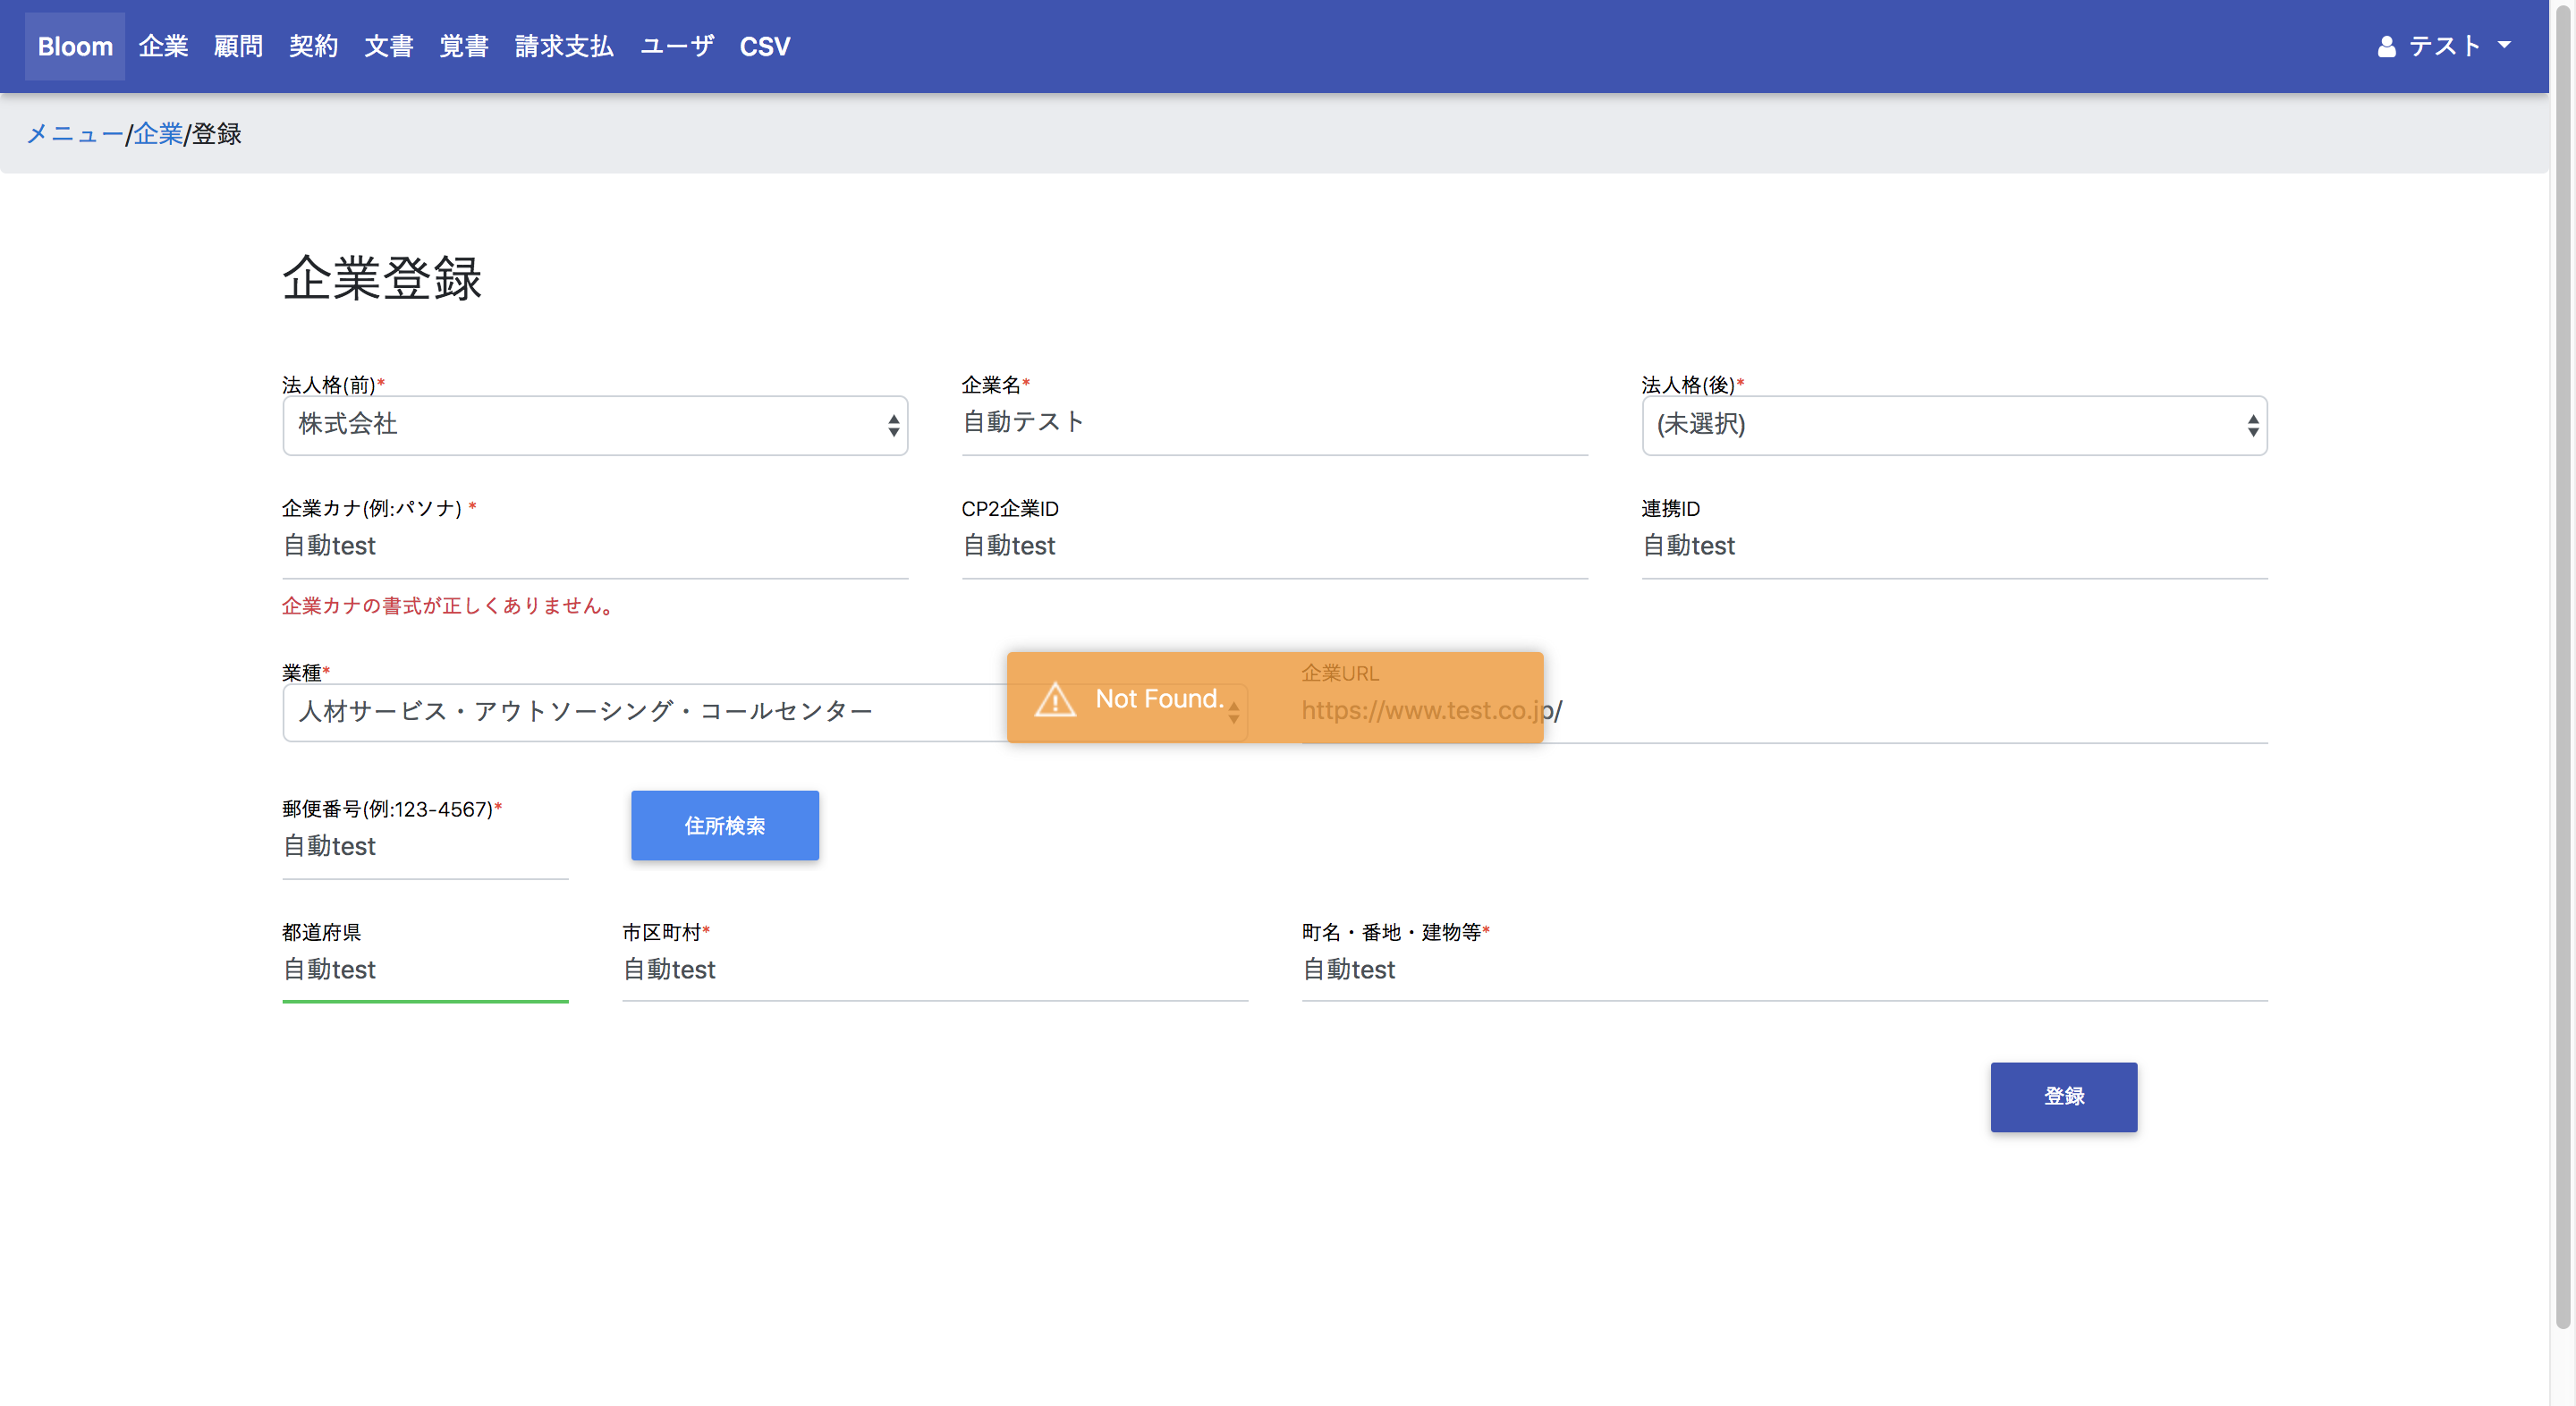 Bloom 企業 顧問 契約 文書 覚書 請求支払 ユーザ CSV テスト
メニュー/企業/登録
企業登録
法人格(前)* 企業名* 法人格(後)*
株式会社 自動テスト (未選択)
企業カナ(例:パソナ) * CP2企業ID 連携ID
自動test 自動test 自動test
企業カナの書式が正しくありません。
業種* 企業URL
人材サービス・アウトソーシング・コールセンター Not Found. https://www.test.co.jp/
郵便番号(例:123-4567)* 住所検索
自動test
都道府県 市区町村* 町名・番地・建物等*
自動test 自動test 自動test
登録